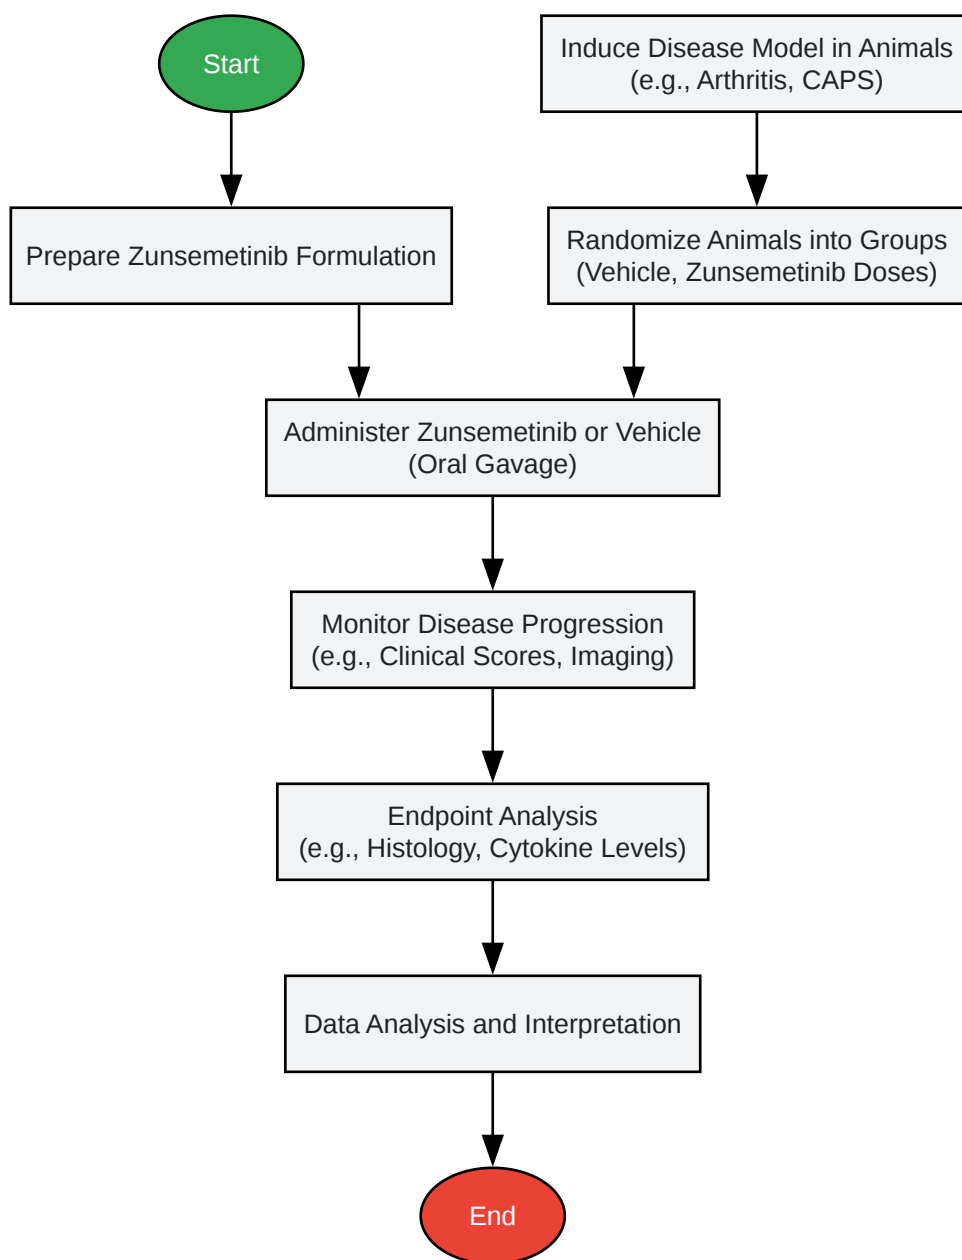 Start
Induce Disease Model in Animals
(e.g., Arthritis, CAPS)
Prepare Zunsemetinib Formulation
Randomize Animals into Groups
(Vehicle, Zunsemetinib Doses)
Administer Zunsemetinib or Vehicle
(Oral Gavage)
Monitor Disease Progression
(e.g., Clinical Scores, Imaging)
Endpoint Analysis
(e.g., Histology, Cytokine Levels)
Data Analysis and Interpretation
End